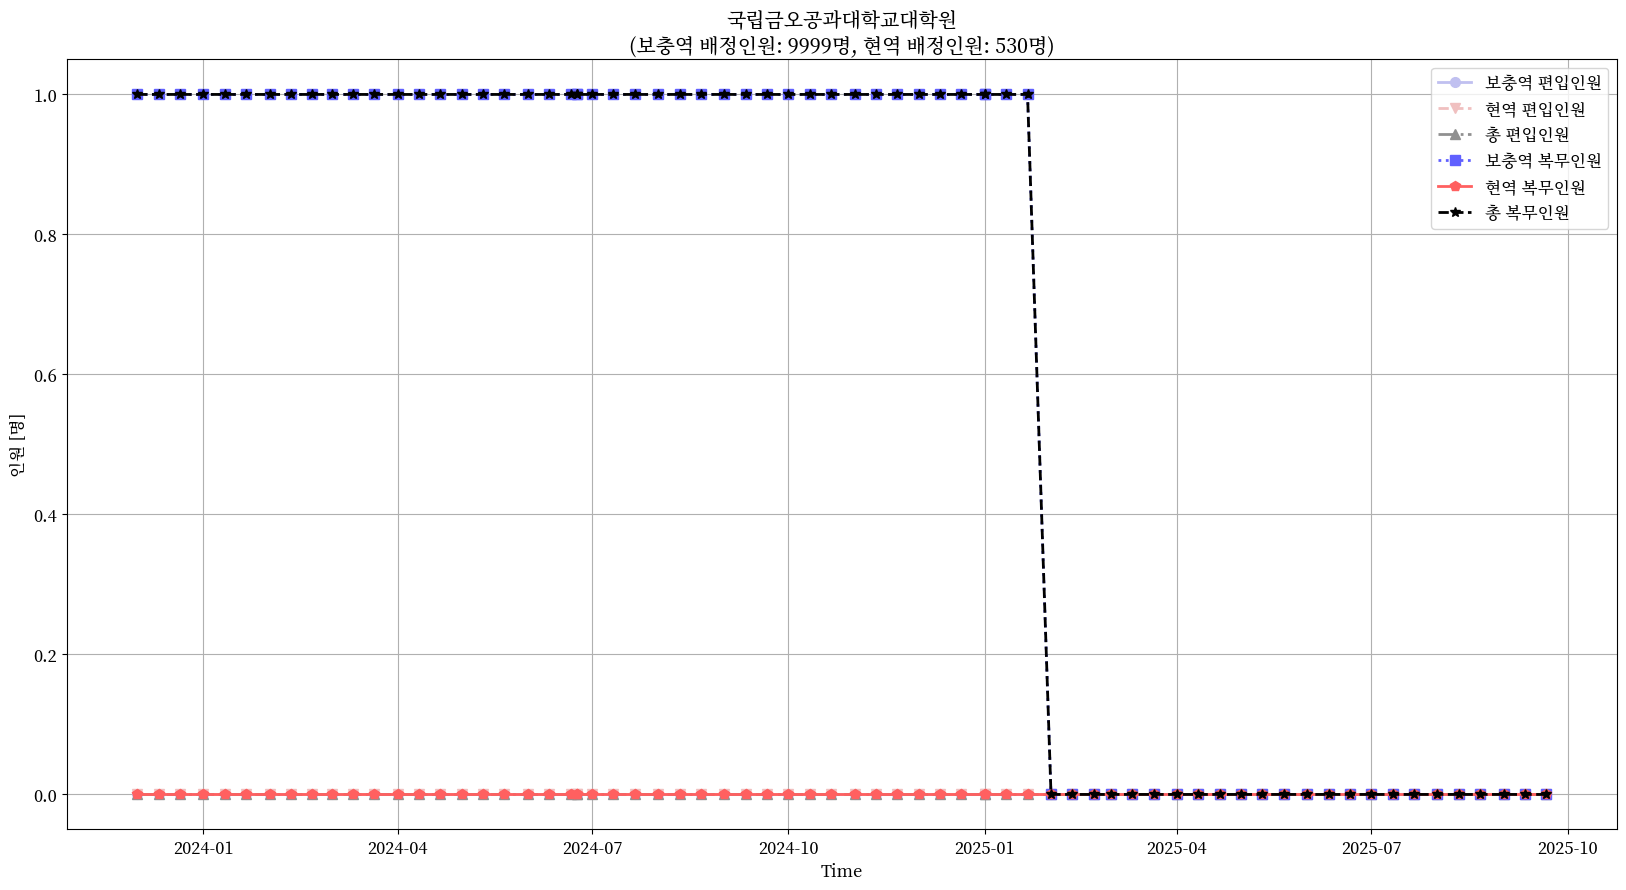 국립금오공과대학교대학원
(보충역 배정인원: 9999명, 현역 배정인원: 530명)
보충역 편입인원
현역 편입인원
총 편입인원
보충역 복무인원
현역 복무인원
총 복무인원
인원 [명]
1.0
0.8
0.6
0.4
0.2
0.0
2024-01
2024-04
2024-07
2024-10
2025-01
2025-04
2025-07
2025-10
Time